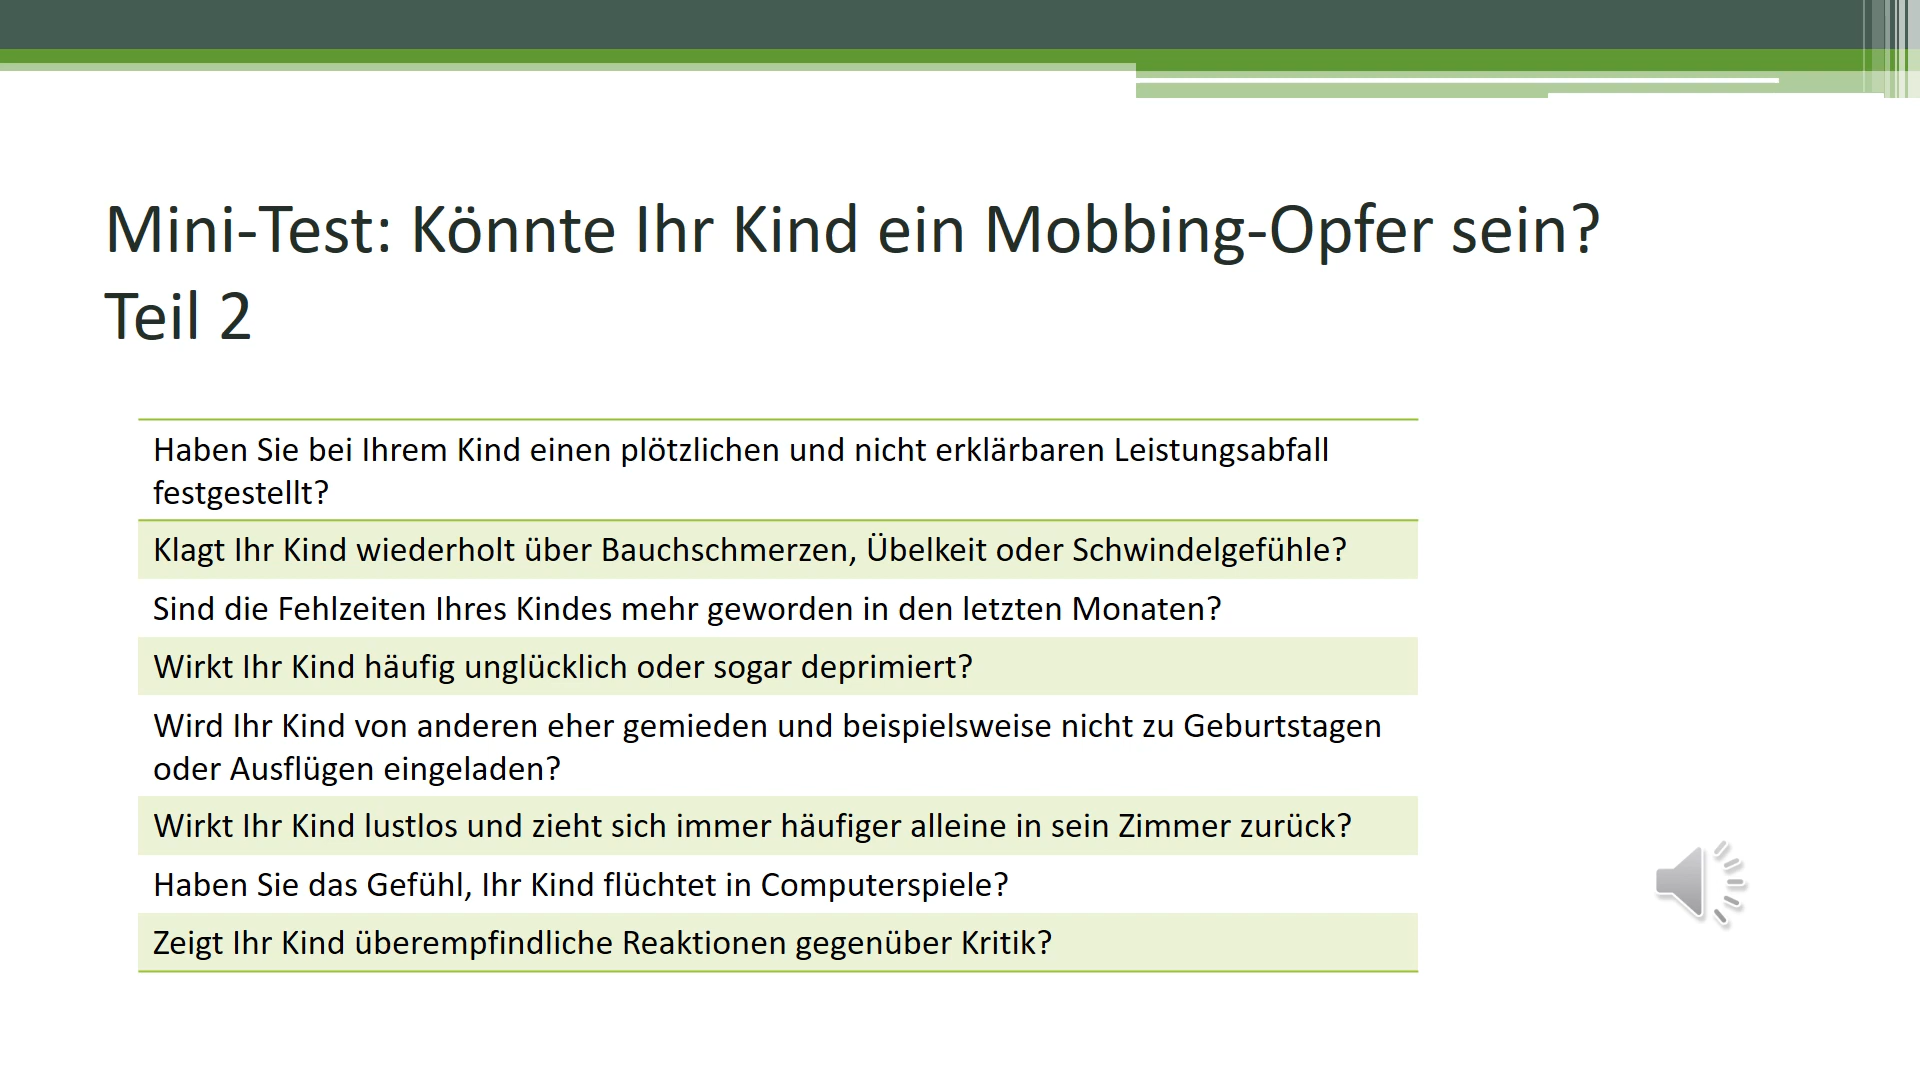 Mini-Test: Könnte Ihr Kind ein Mobbing-Opfer sein?
Teil 2
Haben Sie bei Ihrem Kind einen plötzlichen und nicht erklärbaren Leistungsabfall
festgestellt?
Klagt Ihr Kind wiederholt über Bauchschmerzen, Übelkeit oder Schwindelgefühle?
Sind die Fehlzeiten Ihres Kindes mehr geworden in den letzten Monaten?
Wirkt Ihr Kind häufig unglücklich oder sogar deprimiert?
Wird Ihr Kind von anderen eher gemieden und beispielsweise nicht zu Geburtstagen
oder Ausflügen eingeladen?
Wirkt Ihr Kind lustlos und zieht sich immer häufiger alleine in sein Zimmer zurück?
Haben Sie das Gefühl, Ihr Kind flüchtet in Computerspiele?
Zeigt Ihr Kind überempfindliche Reaktionen gegenüber Kritik?